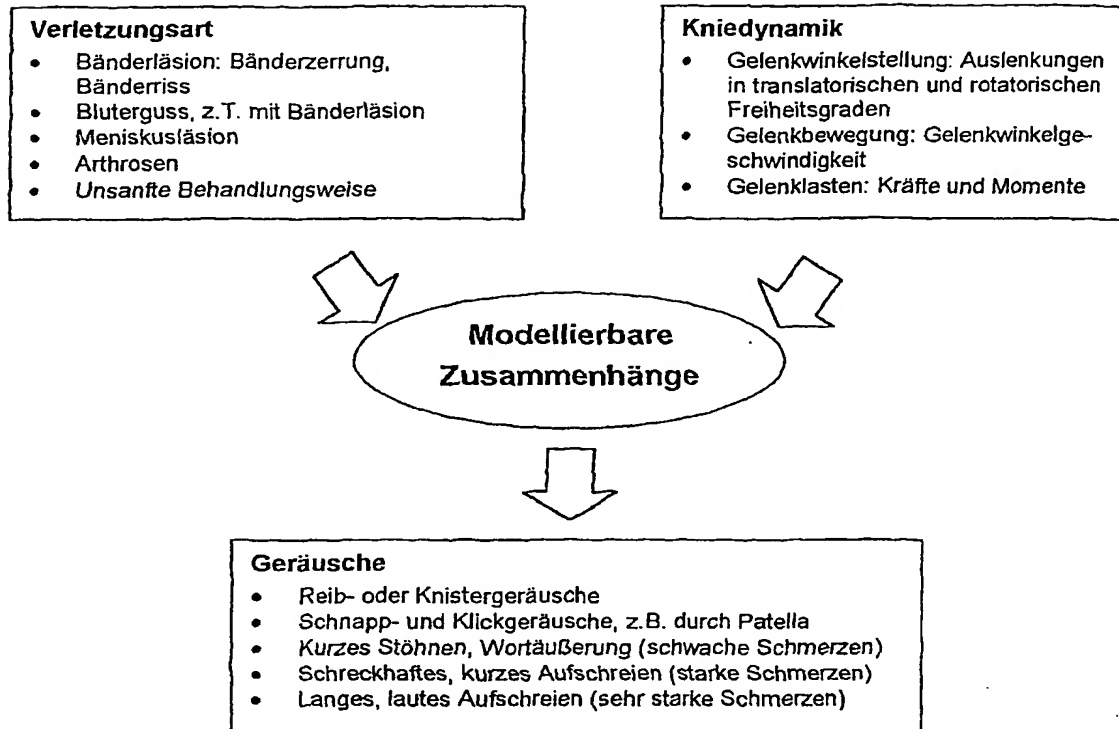 Verletzungsart
• Bänderläsion: Bänderzerrung,
Bänderriss
• Bluterguss, z.T. mit Bänderläsion
• Meniskusläsion
• Arthrosen
• Unsanfte Behandlungsweise
Kniedynamik
• Gelenkwinkelstellung: Auslenkungen
in translatorischen und rotatorischen
Freiheitsgraden
• Gelenkbewegung: Gelenkwinkelge-
schwindigkeit
• Gelenklasten: Kräfte und Momente
Modellierbare
Zusammenhänge
Geräusche
• Reib- oder Knistergeräusche
• Schnapp- und Klickgeräusche, z.B. durch Patella
• Kurzes Stöhnen, Wortäußerung (schwache Schmerzen)
• Schreckhaftes, kurzes Aufschreien (starke Schmerzen)
• Langes, lautes Aufschreien (sehr starke Schmerzen)